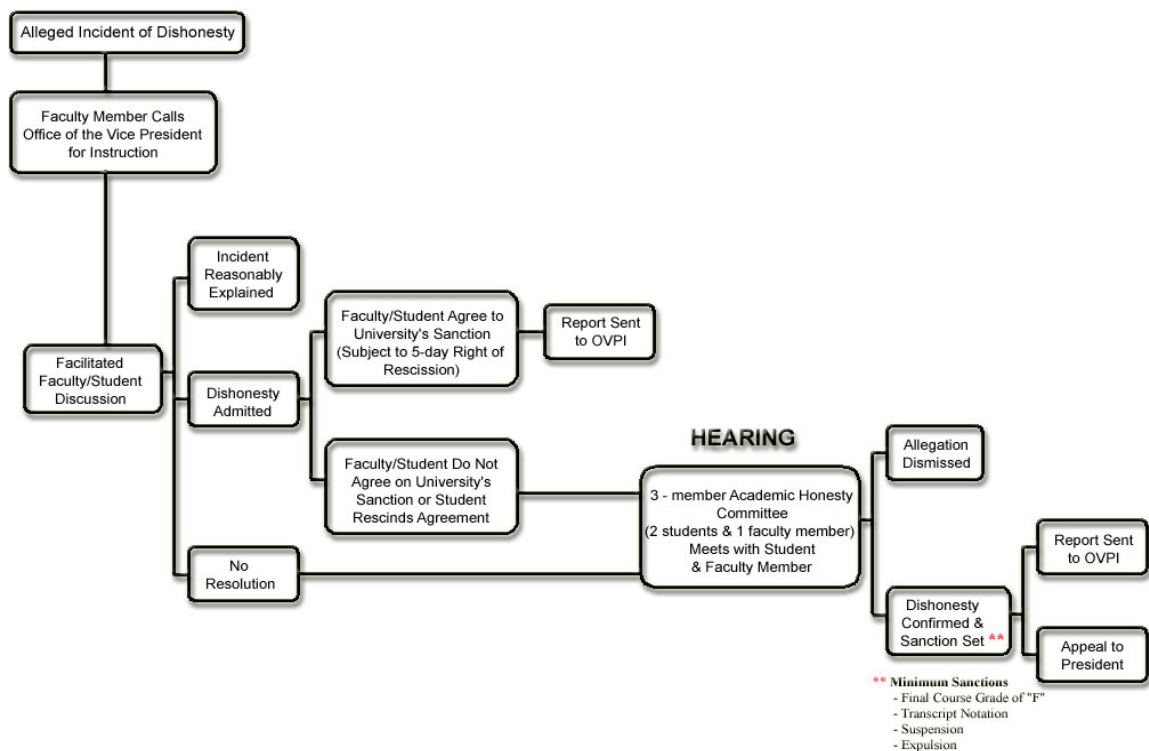 Alleged Incident of Dishonesty
Faculty Member Calls
Office of the Vice President
for Instruction
Facilitated
Faculty/Student
Discussion
Incident
Reasonably
Explained
Dishonesty
Admitted
No
Resolution
Faculty/Student Agree to
University's Sanction
(Subject to 5-day Right of
Rescission)
Report Sent
to OVPI
Faculty/Student Do Not
Agree on University's
Sanction or Student
Rescinds Agreement
HEARING
3 - member Academic Honesty
Committee
(2 students & 1 faculty member)
Meets with Student
& Faculty Member
Allegation
Dismissed
Dishonesty
Confirmed &
Sanction Set **
Report Sent
to OVPI
Appeal to
President
** Minimum Sanctions
- Final Course Grade of "F"
- Transcript Notation
- Suspension
- Expulsion